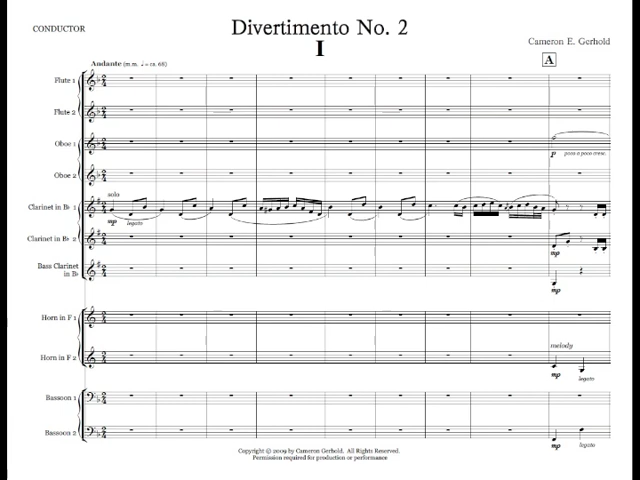 Divertimento No. 2
CONDUCTOR
I
Cameron E. Gerhold
Andante (m.m. ♩= ca. 68)
A
Flute 1
Flute 2
Oboe 1
p poco a poco cresc.
Oboe 2
solo
Clarinet in B♭ 1
mp legato
Clarinet in B♭ 2
mp
Bass Clarinet
in B♭
mp
Horn in F 1
melody
Horn in F 2
mp legato
Bassoon 1
Bassoon 2
mp legato
Copyright © 2009 by Cameron Gerhold. All Rights Reserved.
Permission required for production or performance